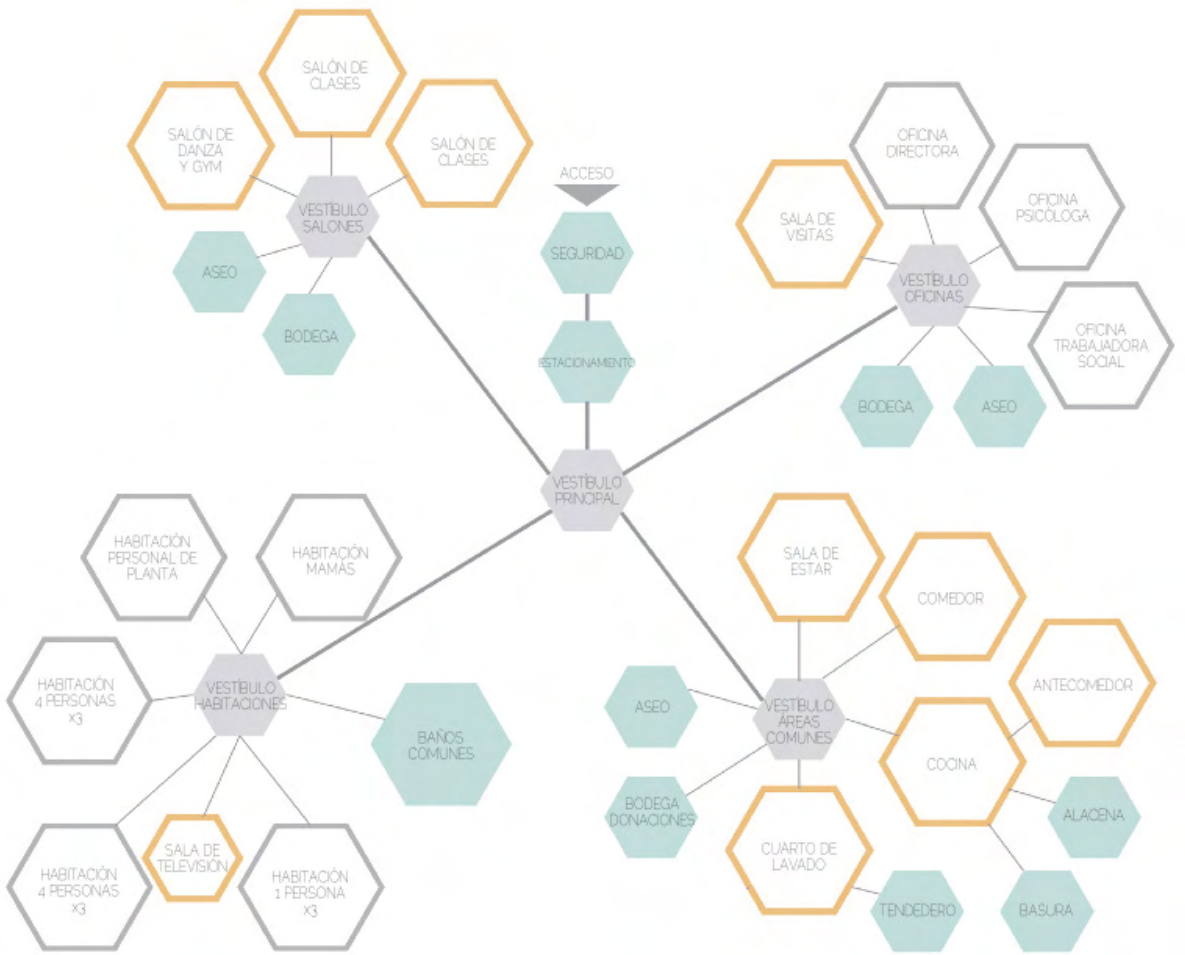 SALÓN DE
CLASES
SALÓN DE
DANZA
Y GYM
SALÓN DE
CLASES
VESTÍBULO
SALONES
ASEO
BODEGA
ACCESO
SEGURIDAD
ESTACIONAMIENTO
VESTÍBULO
PRINCIPAL
OFICINA
DIRECTORA
OFICINA
PSICÓLOGA
SALA DE
VISITAS
VESTÍBULO
OFICINAS
OFICINA
TRABAJADORA
SOCIAL
BODEGA
ASEO
HABITACIÓN
PERSONAL DE
PLANTA
HABITACIÓN
MAMÁS
HABITACIÓN
4 PERSONAS
x3
VESTÍBULO
HABITACIONES
BAÑOS
COMUNES
HABITACIÓN
4 PERSONAS
x3
SALA DE
TELEVISIÓN
HABITACIÓN
1 PERSONA
x3
SALA DE
ESTAR
COMEDOR
ANTECOMEDOR
ASEO
VESTÍBULO
ÁREAS
COMUNES
COCINA
BODEGA
DONACIONES
ALACENA
CUARTO DE
LAVADO
TENDEDERO
BASURA